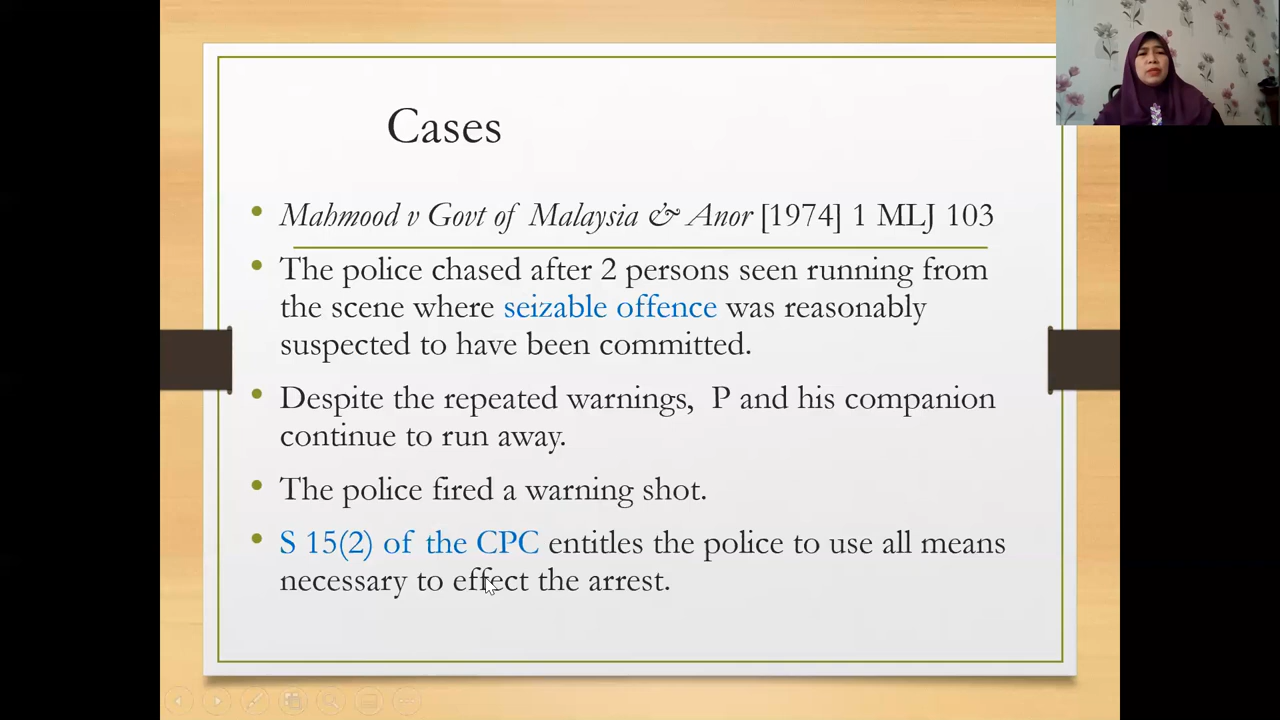 Cases
• Mahmood v Govt of Malaysia & Anor [1974] 1 MLJ 103
• The police chased after 2 persons seen running from
the scene where seizable offence was reasonably
suspected to have been committed.
• Despite the repeated warnings, P and his companion
continue to run away.
• The police fired a warning shot.
• S 15(2) of the CPC entitles the police to use all means
necessary to effect the arrest.